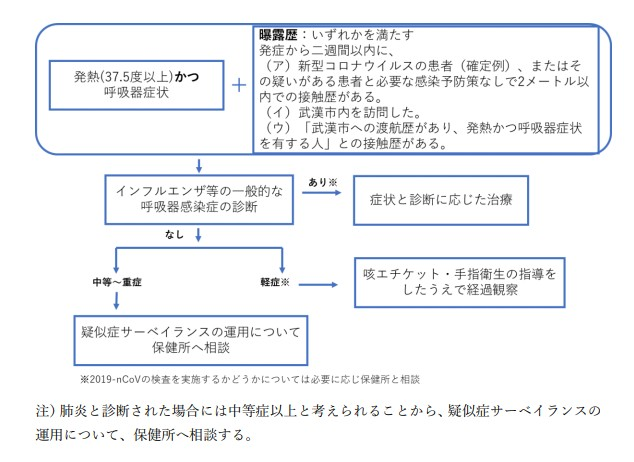 発熱(37.5度以上)かつ
呼吸器症状
+
曝露歴：いずれかを満たす
発症から二週間以内に、
（ア）新型コロナウイルスの患者（確定例）、またはそ
の疑いがある患者と必要な感染予防策なしで2メートル以
内での接触歴がある。
（イ）武漢市内を訪問した。
（ウ）「武漢市への渡航歴があり、発熱かつ呼吸器症状
を有する人」との接触歴がある。
インフルエンザ等の一般的な
呼吸器感染症の診断
あり※
症状と診断に応じた治療
なし
中等〜重症
軽症※
咳エチケット・手指衛生の指導を
したうえで経過観察
疑似症サーベイランスの運用について
保健所へ相談
※2019-nCoVの検査を実施するかどうかについては必要に応じ保健所と相談
注）肺炎と診断された場合には中等症以上と考えられることから、疑似症サーベイランスの
運用について、保健所へ相談する。